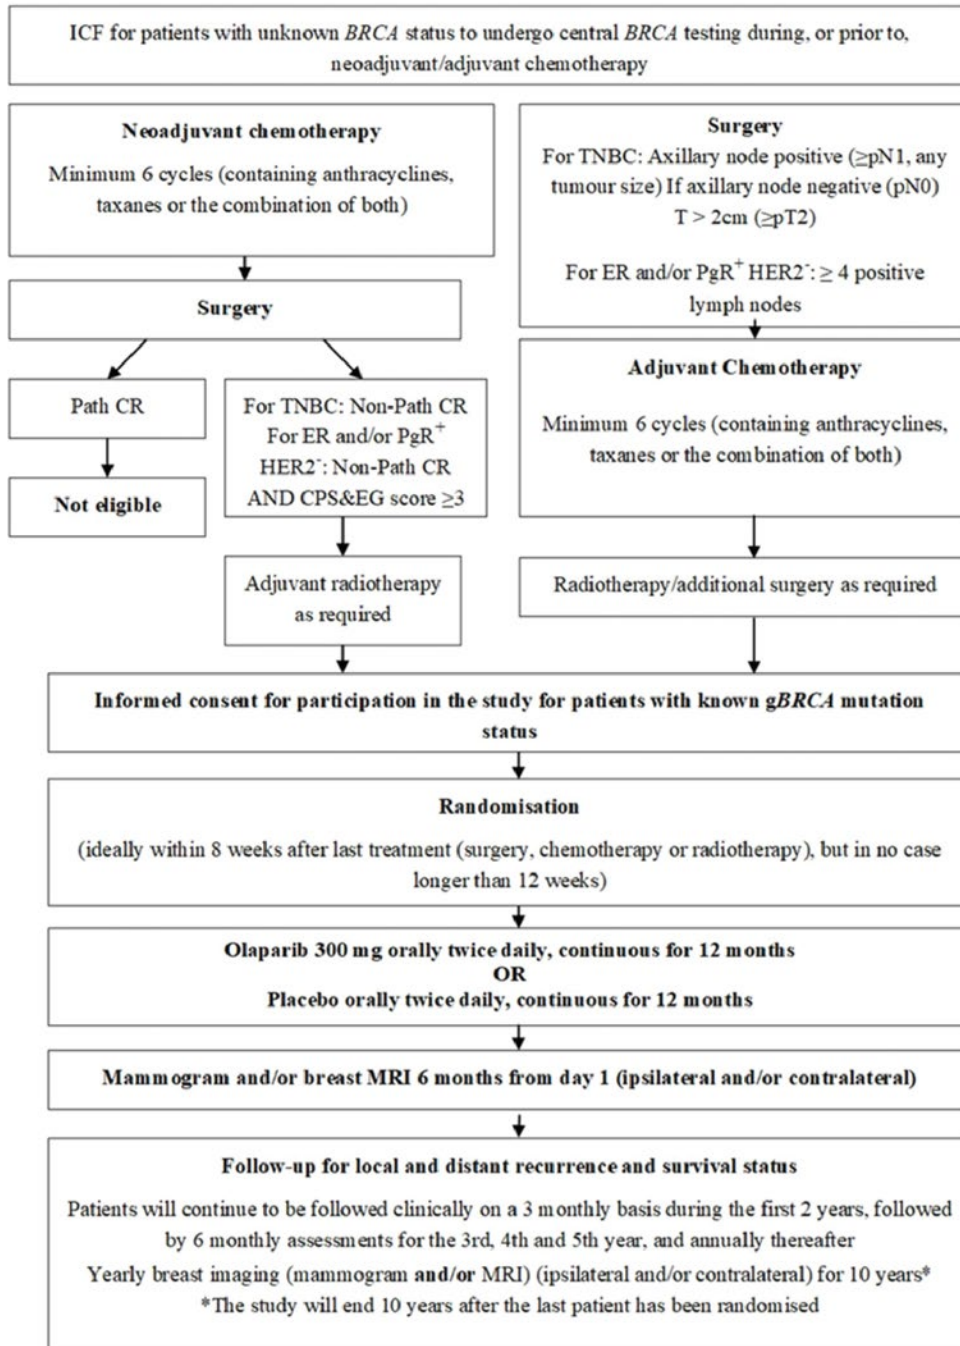 ICF for patients with unknown BRCA status to undergo central BRCA testing during, or prior to,
neoadjuvant/adjuvant chemotherapy
Neoadjuvant chemotherapy
Minimum 6 cycles (containing anthracyclines,
taxanes or the combination of both)
Surgery
Path CR
Not eligible
For TNBC: Non-Path CR
For ER and/or PgR⁺
HER2⁻: Non-Path CR
AND CPS&EG score ≥3
Adjuvant radiotherapy
as required
Surgery
For TNBC: Axillary node positive (≥pN1, any
tumour size) If axillary node negative (pN0)
T > 2cm (≥pT2)
For ER and/or PgR⁺ HER2⁻: ≥ 4 positive
lymph nodes
Adjuvant Chemotherapy
Minimum 6 cycles (containing anthracyclines,
taxanes or the combination of both)
Radiotherapy/additional surgery as required
Informed consent for participation in the study for patients with known gBRCA mutation
status
Randomisation
(ideally within 8 weeks after last treatment (surgery, chemotherapy or radiotherapy), but in no case
longer than 12 weeks)
Olaparib 300 mg orally twice daily, continuous for 12 months
OR
Placebo orally twice daily, continuous for 12 months
Mammogram and/or breast MRI 6 months from day 1 (ipsilateral and/or contralateral)
Follow-up for local and distant recurrence and survival status
Patients will continue to be followed clinically on a 3 monthly basis during the first 2 years, followed
by 6 monthly assessments for the 3rd, 4th and 5th year, and annually thereafter
Yearly breast imaging (mammogram and/or MRI) (ipsilateral and/or contralateral) for 10 years*
*The study will end 10 years after the last patient has been randomised